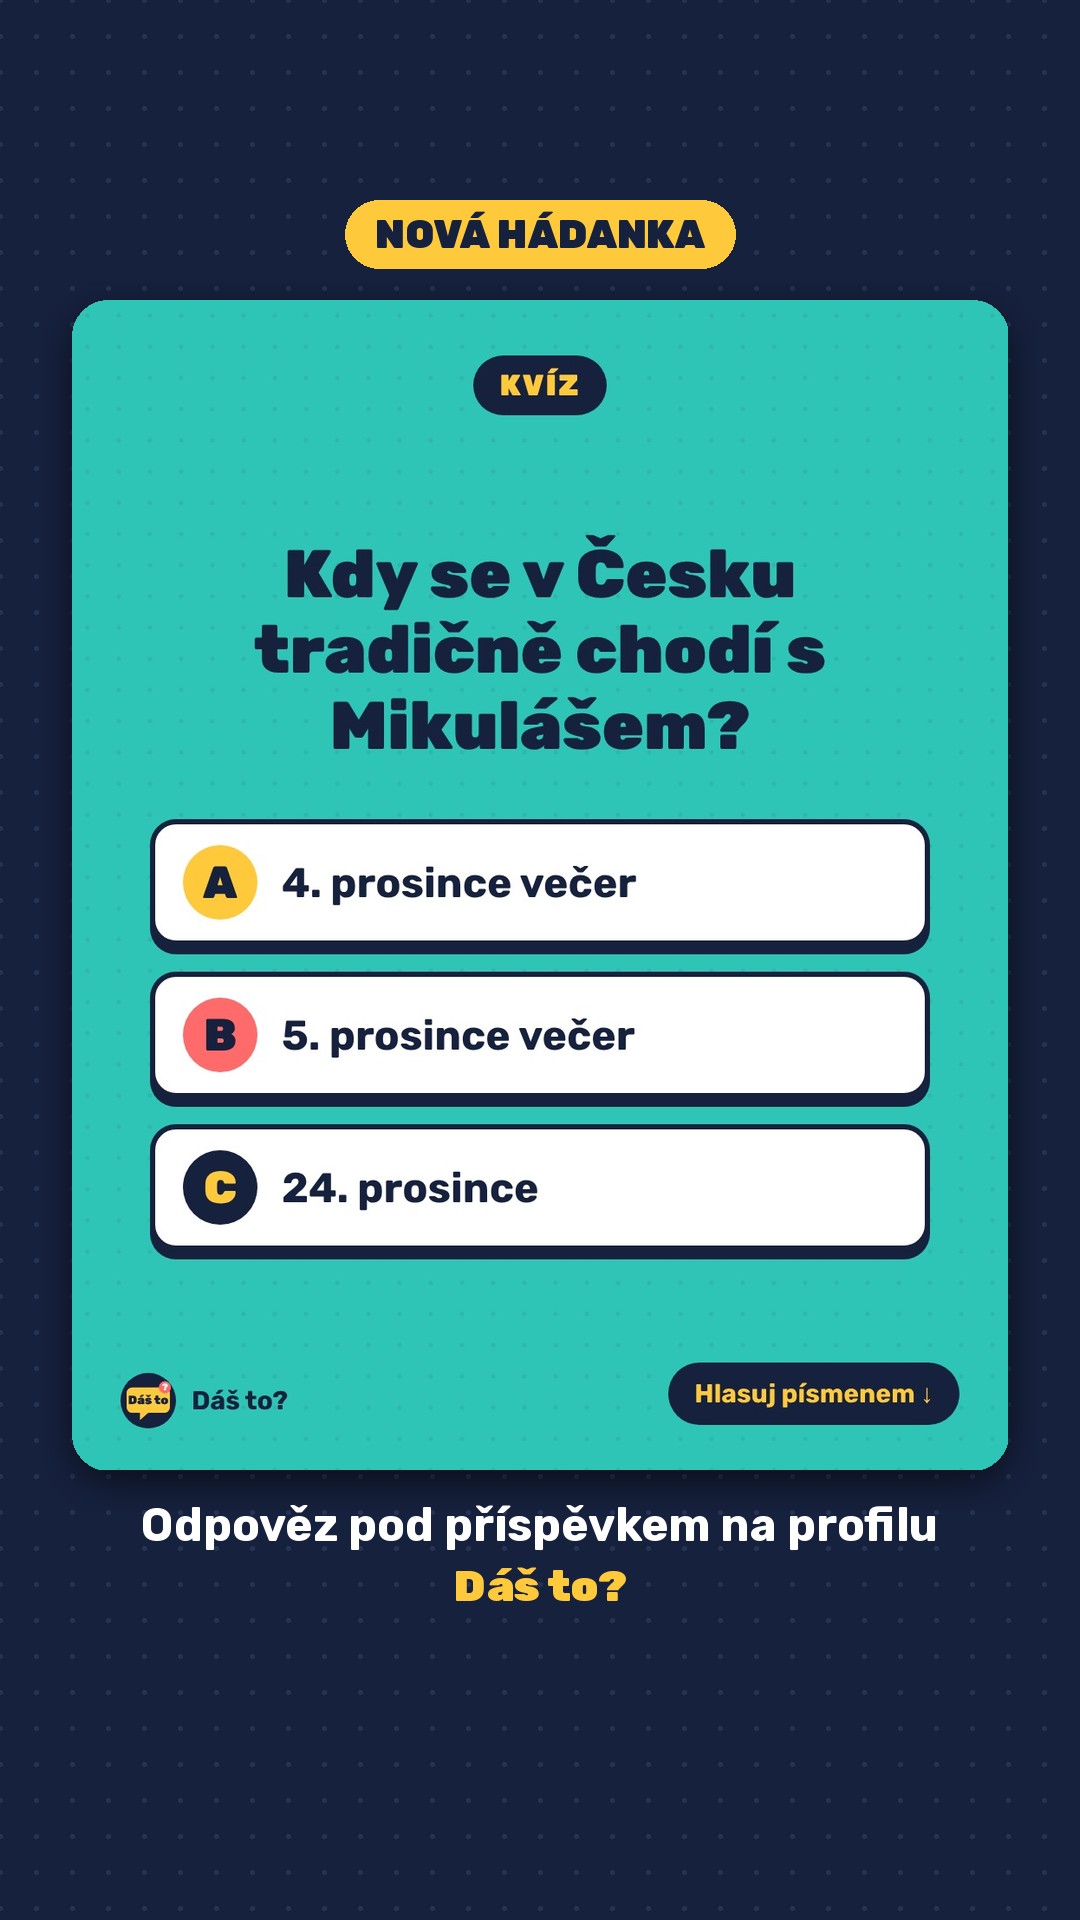 NOVÁ HÁDANKA
KVÍZ
Kdy se v Česku
tradičně chodí s
Mikulášem?
A 4. prosince večer
B 5. prosince večer
C 24. prosince
Dáš to ? Dáš to?
Hlasuj písmenem ↓
Odpověz pod příspěvkem na profilu
Dáš to?